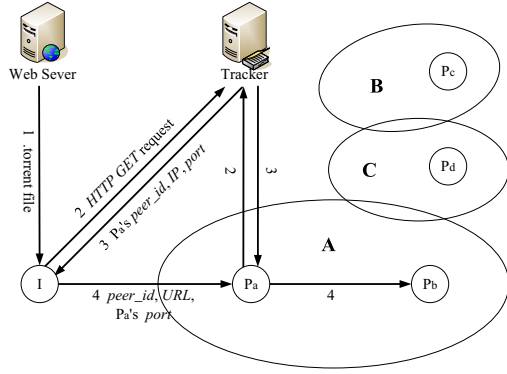 Web Sever
Tracker
1 .torrent file
2 HTTP GET request
3 Pa's peer_id, IP, port
2
3
B
Pc
C
Pd
A
I
4 peer_id, URL,
Pa's port
Pa
4
Pb